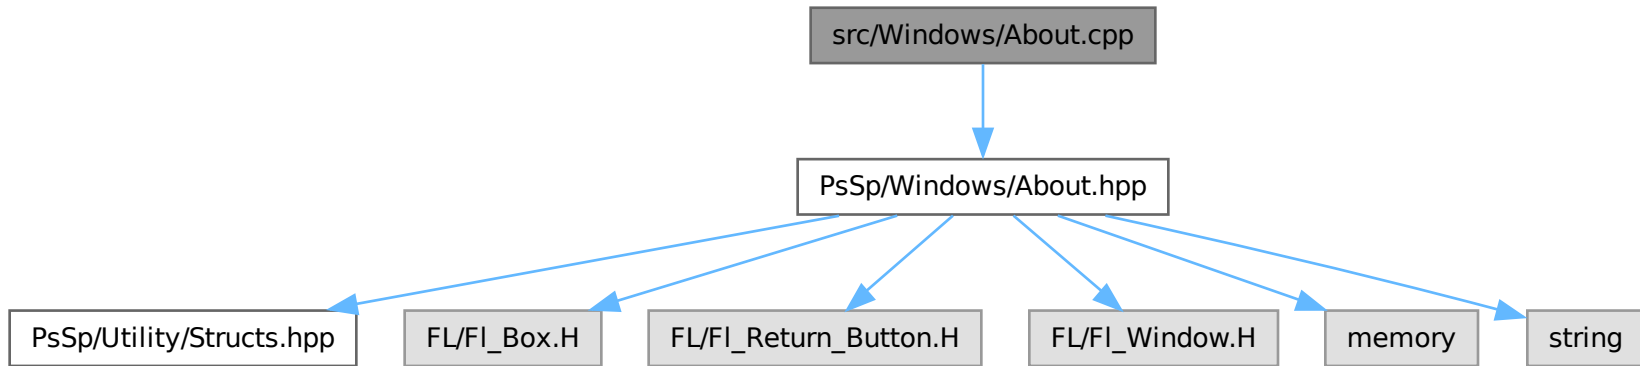 src/Windows/About.cpp
PsSp/Windows/About.hpp
PsSp/Utility/Structs.hpp
FL/Fl_Box.H
FL/Fl_Return_Button.H
FL/Fl_Window.H
memory
string